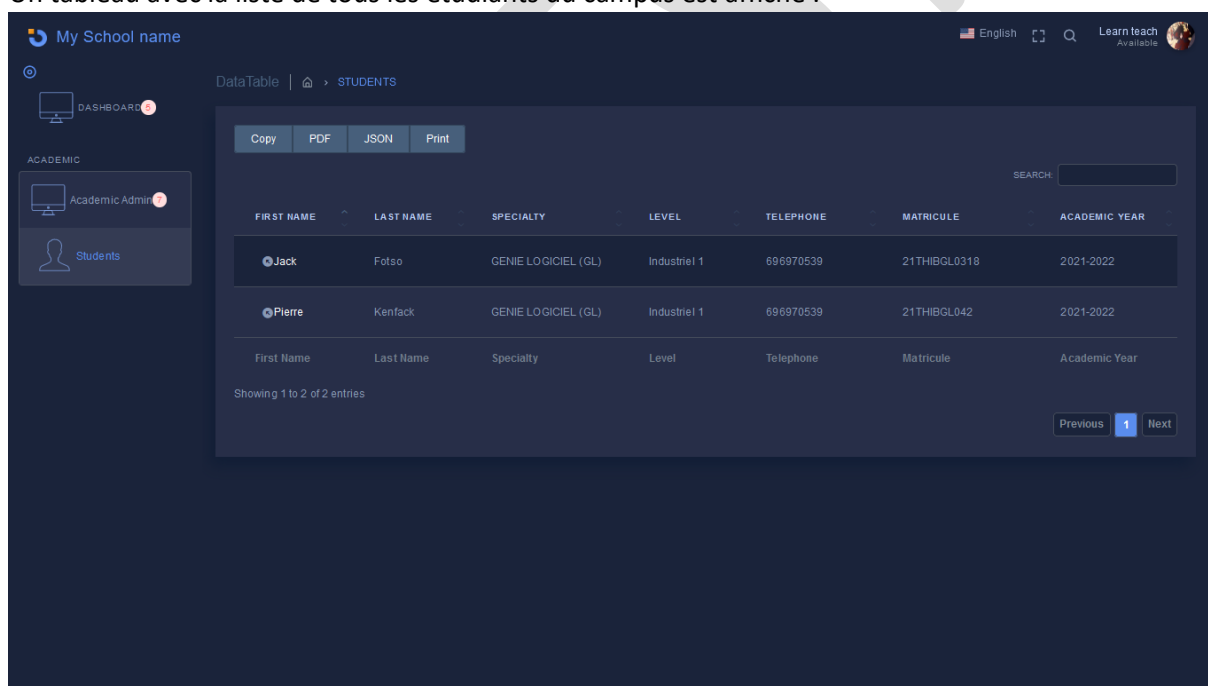 Un tableau avec la liste de tous les étudiants du campus est affiché :
My School name
English
Learn teach
Available
DASHBOARD 6
DataTable
STUDENTS
Copy PDF JSON Print
ACADEMIC
SEARCH:
Academic Admin 7
FIRST NAME LAST NAME SPECIALTY LEVEL TELEPHONE MATRICULE ACADEMIC YEAR
Students
Jack Fotso GENIE LOGICIEL (GL) Industriel 1 696970539 21THIBGL0318 2021-2022
Pierre Kenfack GENIE LOGICIEL (GL) Industriel 1 696970539 21THIBGL042 2021-2022
First Name Last Name Specialty Level Telephone Matricule Academic Year
Showing 1 to 2 of 2 entries
Previous 1 Next